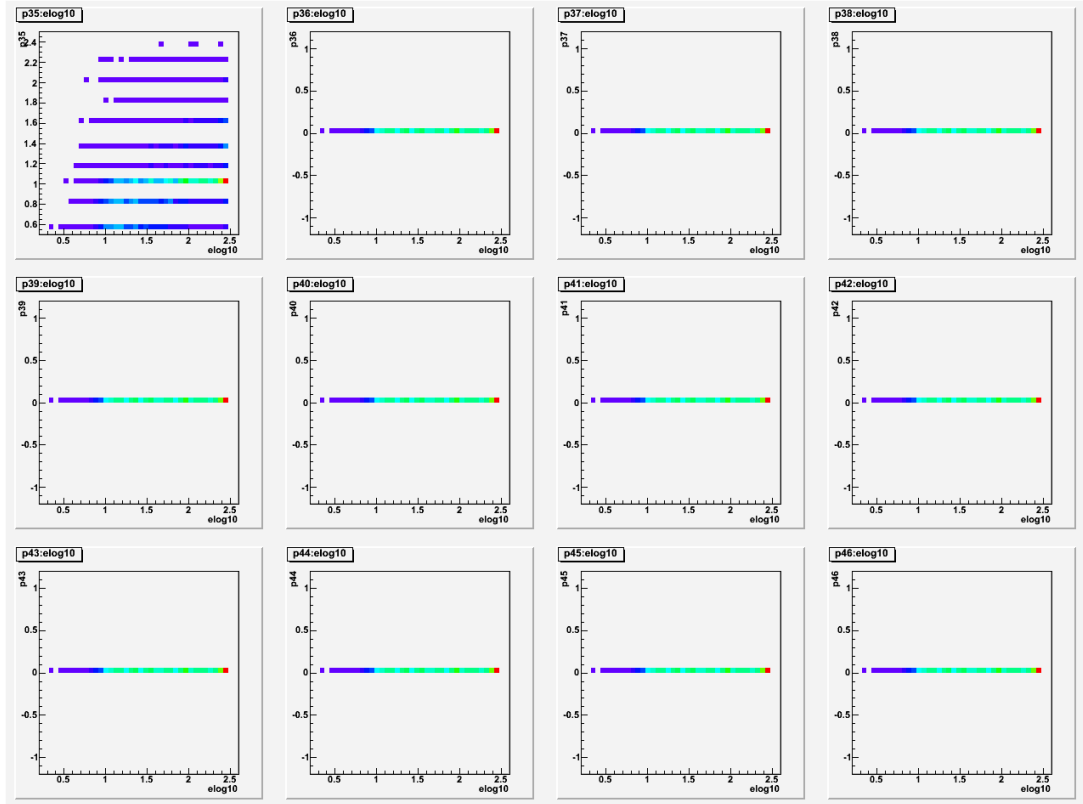 p35:elog10
p35
2.4
2.2
2
1.8
1.6
1.4
1.2
1
0.8
0.6
0.5 1 1.5 2 2.5
elog10
p36:elog10
p36
1
0.5
0
-0.5
-1
0.5 1 1.5 2 2.5
elog10
p37:elog10
p37
1
0.5
0
-0.5
-1
0.5 1 1.5 2 2.5
elog10
p38:elog10
p38
1
0.5
0
-0.5
-1
0.5 1 1.5 2 2.5
elog10
p39:elog10
p39
1
0.5
0
-0.5
-1
0.5 1 1.5 2 2.5
elog10
p40:elog10
p40
1
0.5
0
-0.5
-1
0.5 1 1.5 2 2.5
elog10
p41:elog10
p41
1
0.5
0
-0.5
-1
0.5 1 1.5 2 2.5
elog10
p42:elog10
p42
1
0.5
0
-0.5
-1
0.5 1 1.5 2 2.5
elog10
p43:elog10
p43
1
0.5
0
-0.5
-1
0.5 1 1.5 2 2.5
elog10
p44:elog10
p44
1
0.5
0
-0.5
-1
0.5 1 1.5 2 2.5
elog10
p45:elog10
p45
1
0.5
0
-0.5
-1
0.5 1 1.5 2 2.5
elog10
p46:elog10
p46
1
0.5
0
-0.5
-1
0.5 1 1.5 2 2.5
elog10